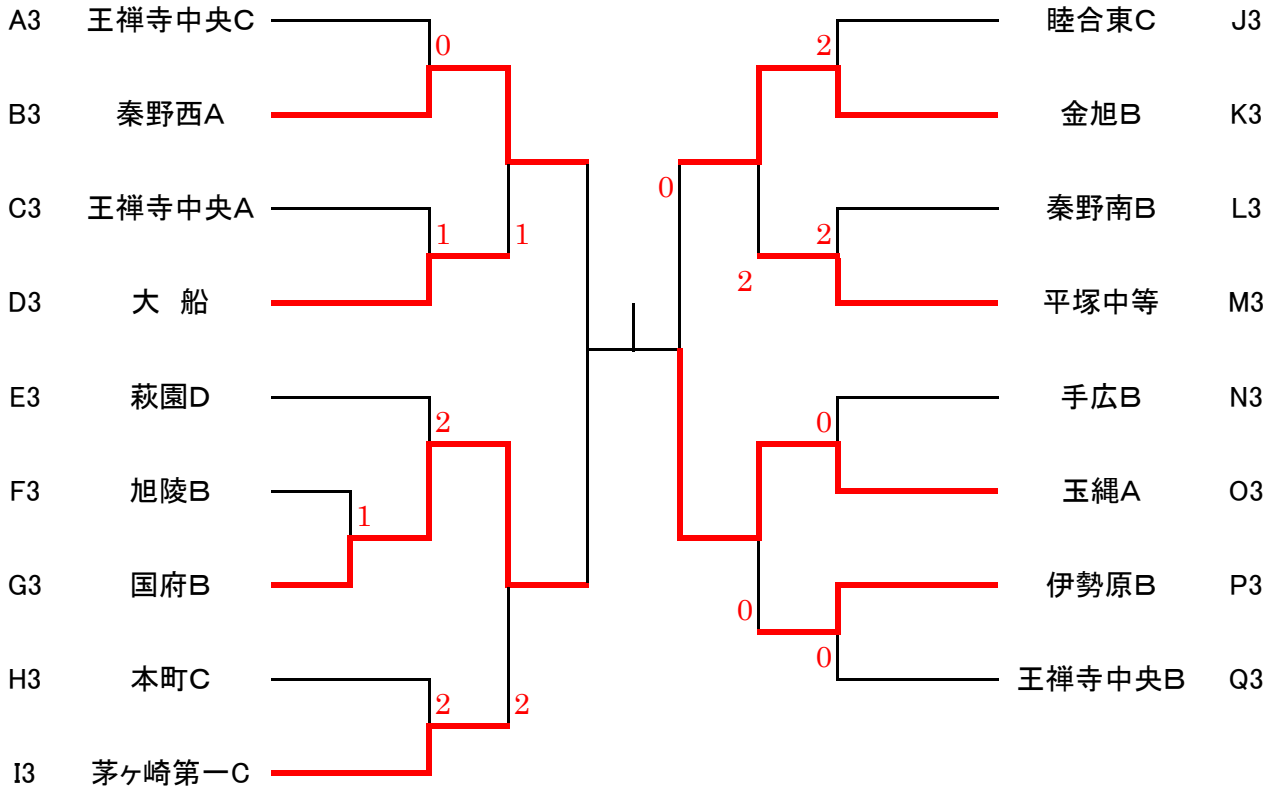 A3 王禅寺中央C
0
B3 秦野西A
C3 王禅寺中央A
1
1
D3 大 船
E3 萩園D
2
F3 旭陵B
1
G3 国府B
H3 本町C
2
2
I3 茅ヶ崎第一C
睦合東C J3
2
金旭B K3
0
秦野南B L3
2
2
平塚中等 M3
手広B N3
0
玉縄A O3
伊勢原B P3
0
0
王禅寺中央B Q3